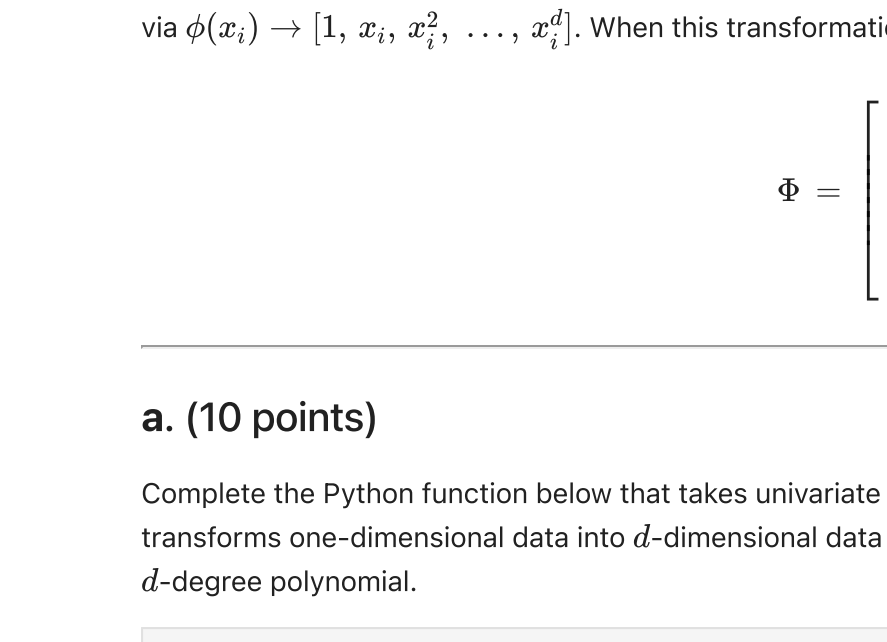 via ϕ(xᵢ) → [1, xᵢ, xᵢ², …, xᵢᵈ]. When this
Φ = [
a. (10 points)
Complete the Python function below that takes univariate
transforms one-dimensional data into d-dimensional data
d-degree polynomial.